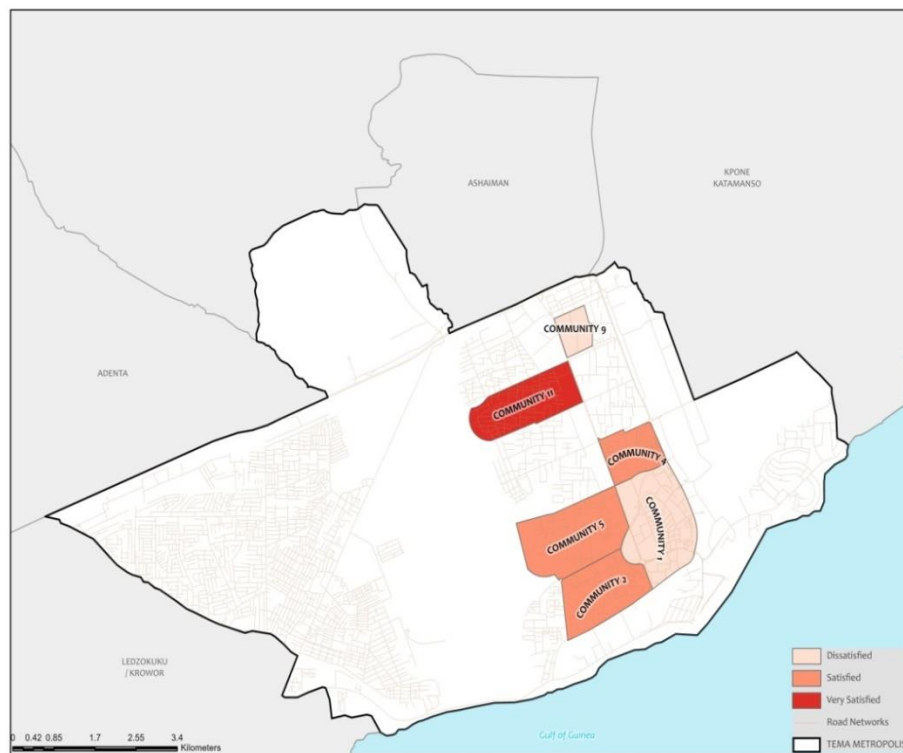 ASHAIMAN
KPONE
KATAMANSO
COMMUNITY 9
ADENTA
COMMUNITY 11
COMMUNITY 4
COMMUNITY 1
COMMUNITY 5
COMMUNITY 2
LEDZOKUKU
/ KROWOR
Dissatisfied
Satisfied
Very Satisfied
Road Networks
TEMA METROPOLIS
Gulf of Guinea
0 0.42 0.85 1.7 2.55 3.4
Kilometers